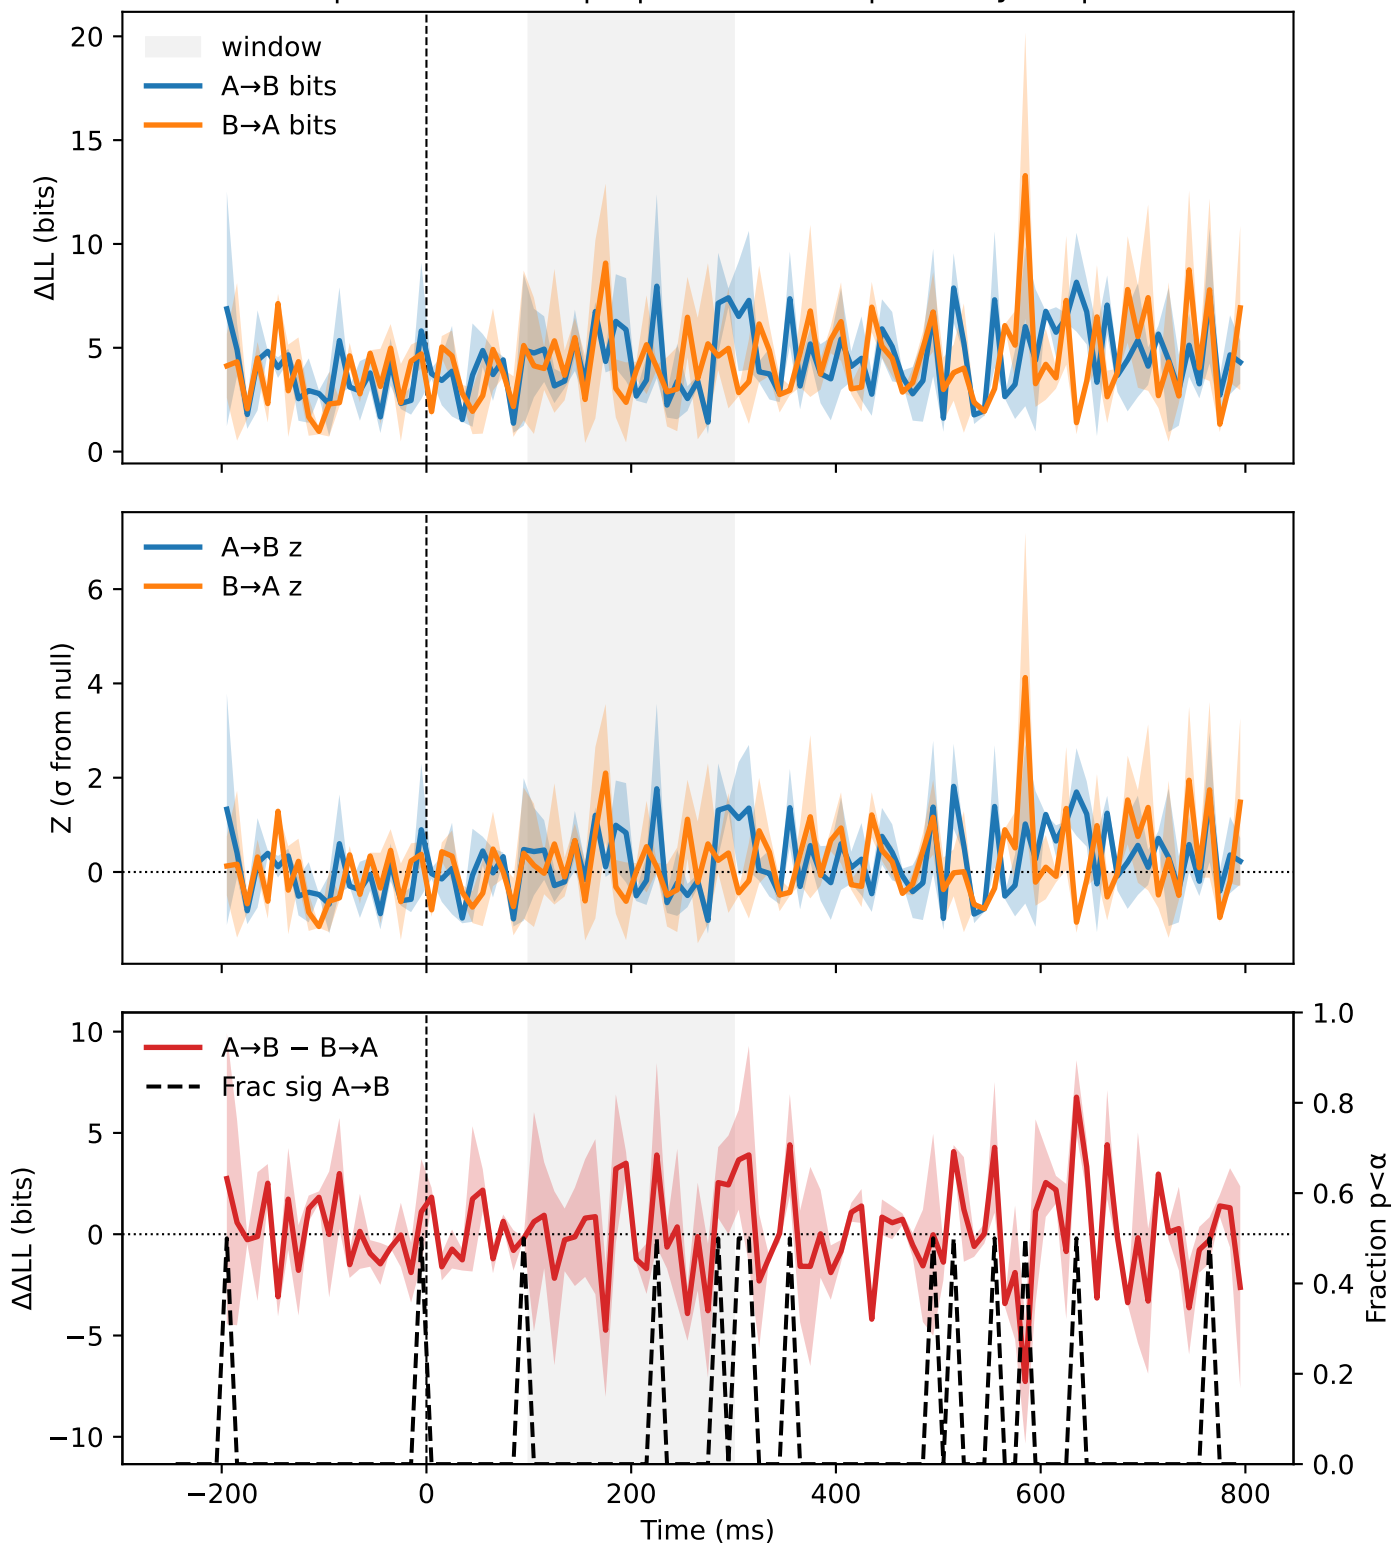 20
15
10
5
0
ΔLL (bits)
window
A→B bits
B→A bits
6
4
2
0
Z (σ from null)
A→B z
B→A z
10
5
0
−5
−10
ΔΔLL (bits)
A→B − B→A
Frac sig A→B
1.0
0.8
0.6
0.4
0.2
0.0
Fraction p<α
−200 0 200 400 600 800
Time (ms)